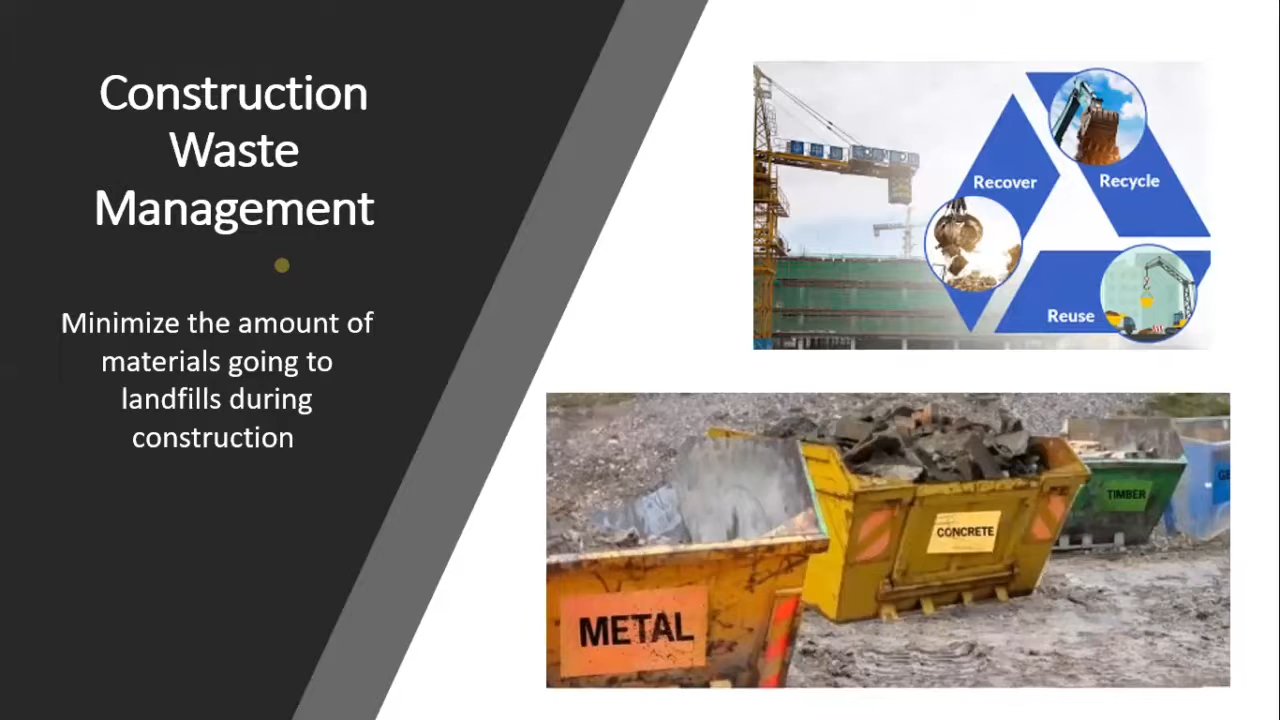 Construction
Waste
Management
Minimize the amount of
materials going to
landfills during
construction
Recover
Recycle
Reuse
METAL
CONCRETE
TIMBER